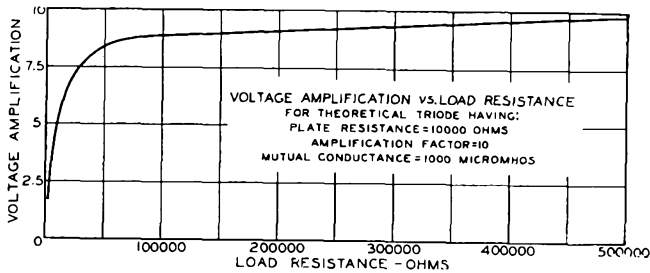 10
7.5
5
2.5
0
VOLTAGE AMPLIFICATION
VOLTAGE AMPLIFICATION VS. LOAD RESISTANCE
FOR THEORETICAL TRIODE HAVING:
PLATE RESISTANCE=10000 OHMS
AMPLIFICATION FACTOR=10
MUTUAL CONDUCTANCE=1000 MICROMHOS
100000 200000 300000 400000 500000
LOAD RESISTANCE-OHMS